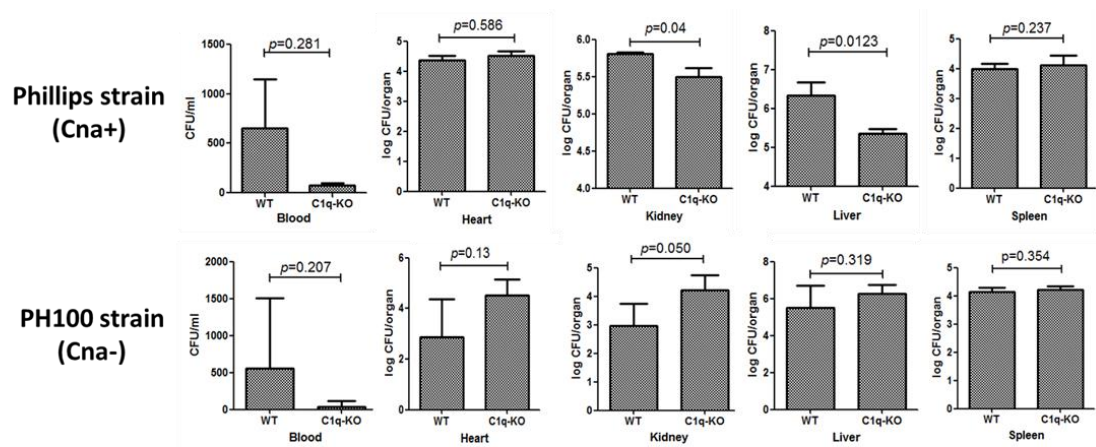 Phillips strain
(Cna+)
p=0.281
1500
1000
500
0
CFU/ml
WT
C1q-KO
Blood
p=0.586
5
4
3
2
1
0
log CFU/organ
WT
C1q-KO
Heart
p=0.04
6.0
5.5
5.0
4.5
4.0
log CFU/organ
WT
C1q-KO
Kidney
p=0.0123
7
6
5
4
log CFU/organ
WT
C1q-KO
Liver
p=0.237
5
4
3
2
1
0
log CFU/organ
WT
C1q-KO
Spleen
PH100 strain
(Cna-)
p=0.207
2000
1500
1000
500
0
CFU/ml
WT
C1q-KO
Blood
p=0.13
6
4
2
0
log CFU/organ
WT
C1q-KO
Heart
p=0.050
5
4
3
2
1
0
log CFU/organ
WT
C1q-KO
Kidney
p=0.319
8
6
4
2
0
log CFU/organ
WT
C1q-KO
Liver
p=0.354
5
4
3
2
1
0
log CFU/organ
WT
C1q-KO
Spleen